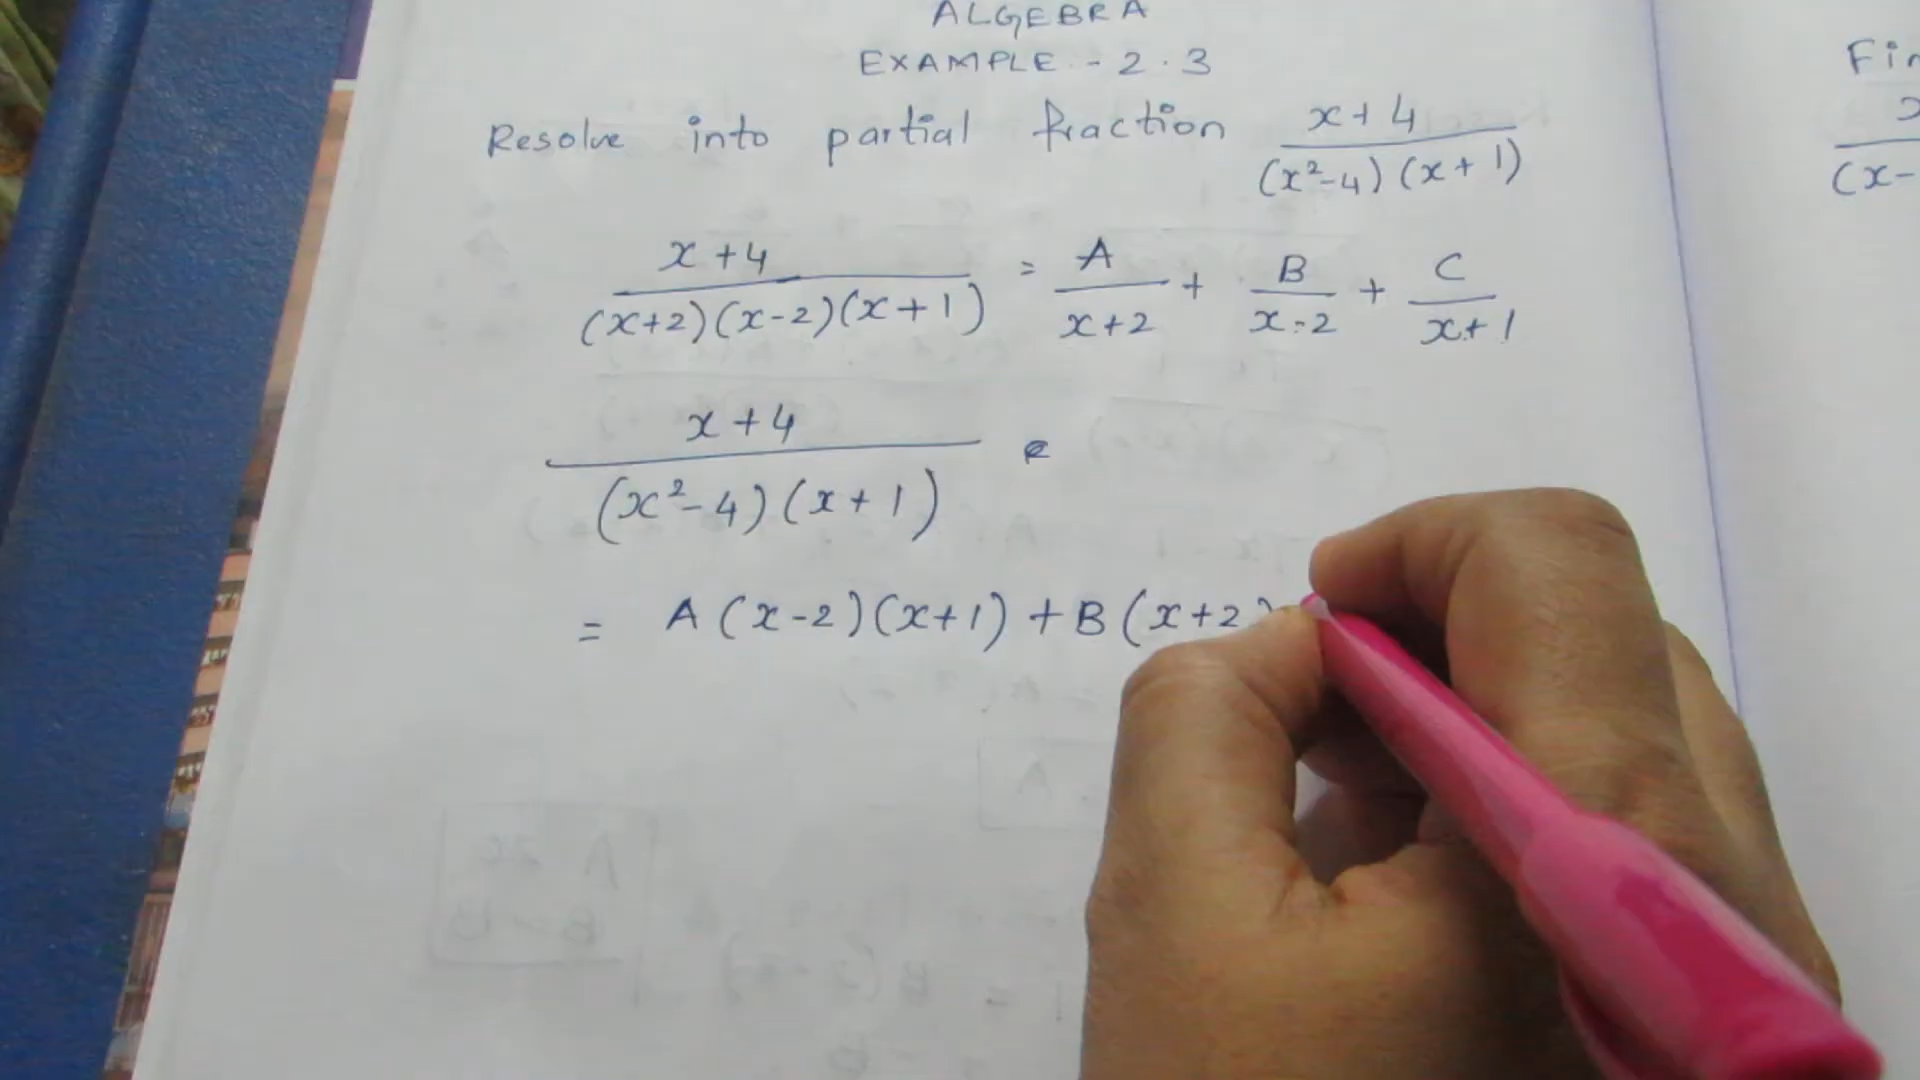 ALGEBRA
EXAMPLE - 2.3
Resolve into partial fraction x+4 / (x²-4)(x+1)
x+4 / (x+2)(x-2)(x+1) = A / x+2 + B / x-2 + C / x+1
x+4 / (x²-4)(x+1)
= A(x-2)(x+1) + B(x+2)